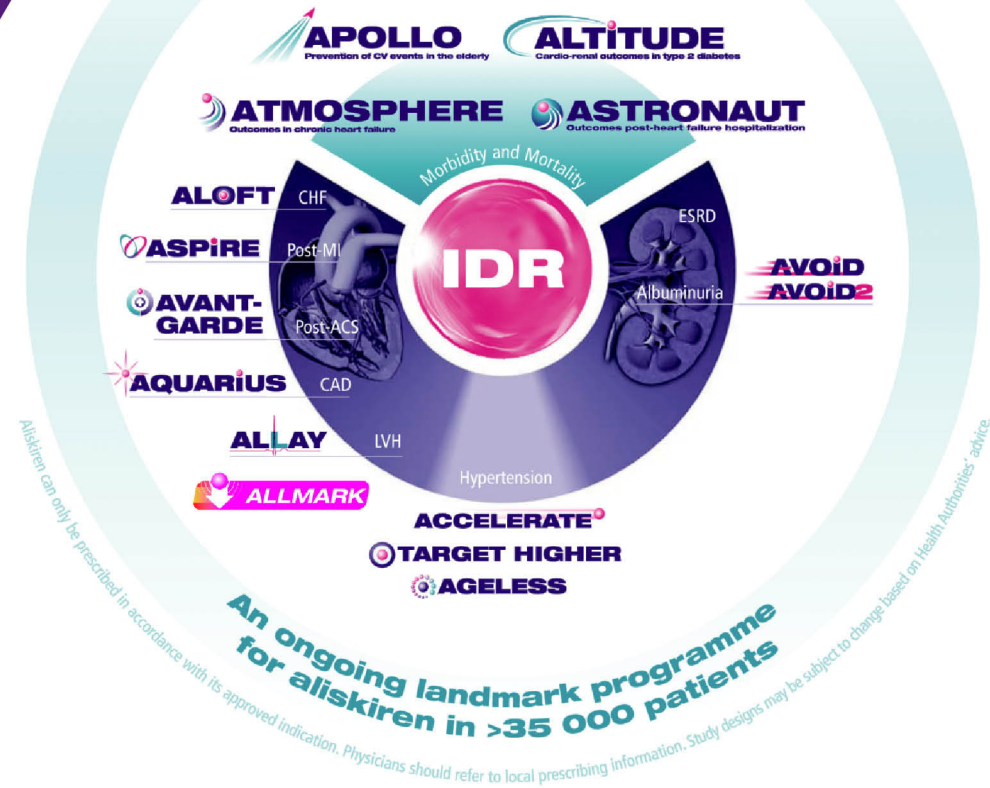 APOLLO
Prevention of CV events in the elderly
ALTiTUDE
Cardio-renal outcomes in type 2 diabetes
ATMOSPHERE
Outcomes in chronic heart failure
ASTRONAUT
Outcomes post-heart failure hospitalization
Morbidity and Mortality
IDR
ALOFT
CHF
ASPiRE
Post-MI
AVANT-
GARDE
Post-ACS
AQUARiUS
CAD
ALLAY
LVH
ALLMARK
ESRD
Albuminuria
AVOiD
AVOiD2
Hypertension
ACCELERATE
TARGET HIGHER
AGELESS
An ongoing landmark programme
for aliskiren in >35 000 patients
Aliskiren can only be prescribed in accordance with its approved indication. Physicians should refer to local prescribing information. Study designs may be subject to change based on Health Authorities' advice.